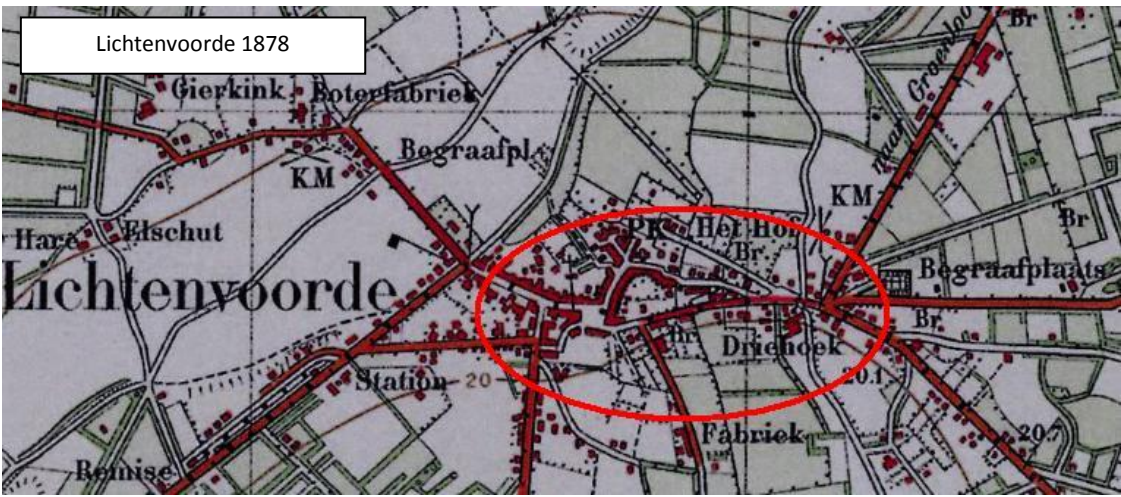 Lichtenvoorde 1878
Br
naar Groenloo
Gierkink
Boterfabriek
Begraafpl.
KM
KM
Br
Hare
Elschut
PK
Het Hof
Br
Begraafplaats
Lichtenvoorde
Br
Br
Driehoek
Station
20
20.1
Fabriek
20.7
Remise